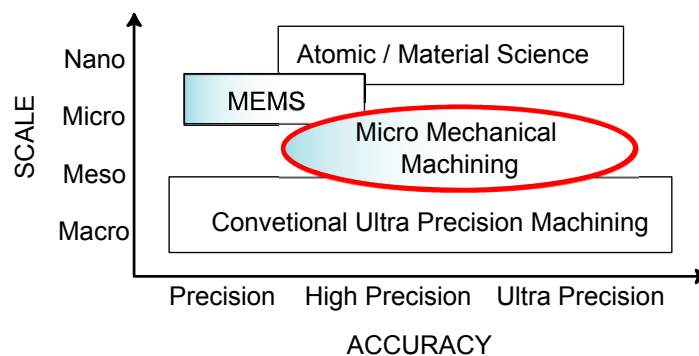 Nano
Atomic / Material Science
MEMS
Micro
Micro Mechanical
Machining
SCALE
Meso
Macro
Convetional Ultra Precision Machining
Precision
High Precision
Ultra Precision
ACCURACY